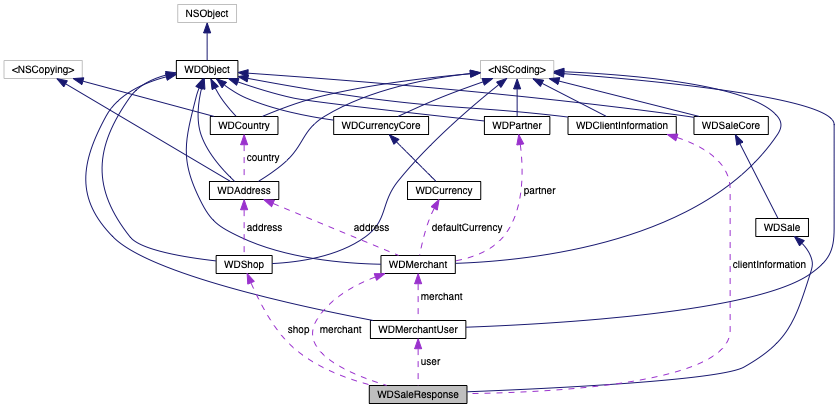 NSObject
<NSCopying>
WDObject
<NSCoding>
WDCountry
WDCurrencyCore
WDPartner
WDClientInformation
WDSaleCore
country
WDAddress
WDCurrency
partner
address
address
defaultCurrency
WDSale
WDShop
WDMerchant
clientInformation
merchant
shop
merchant
WDMerchantUser
user
WDSaleResponse